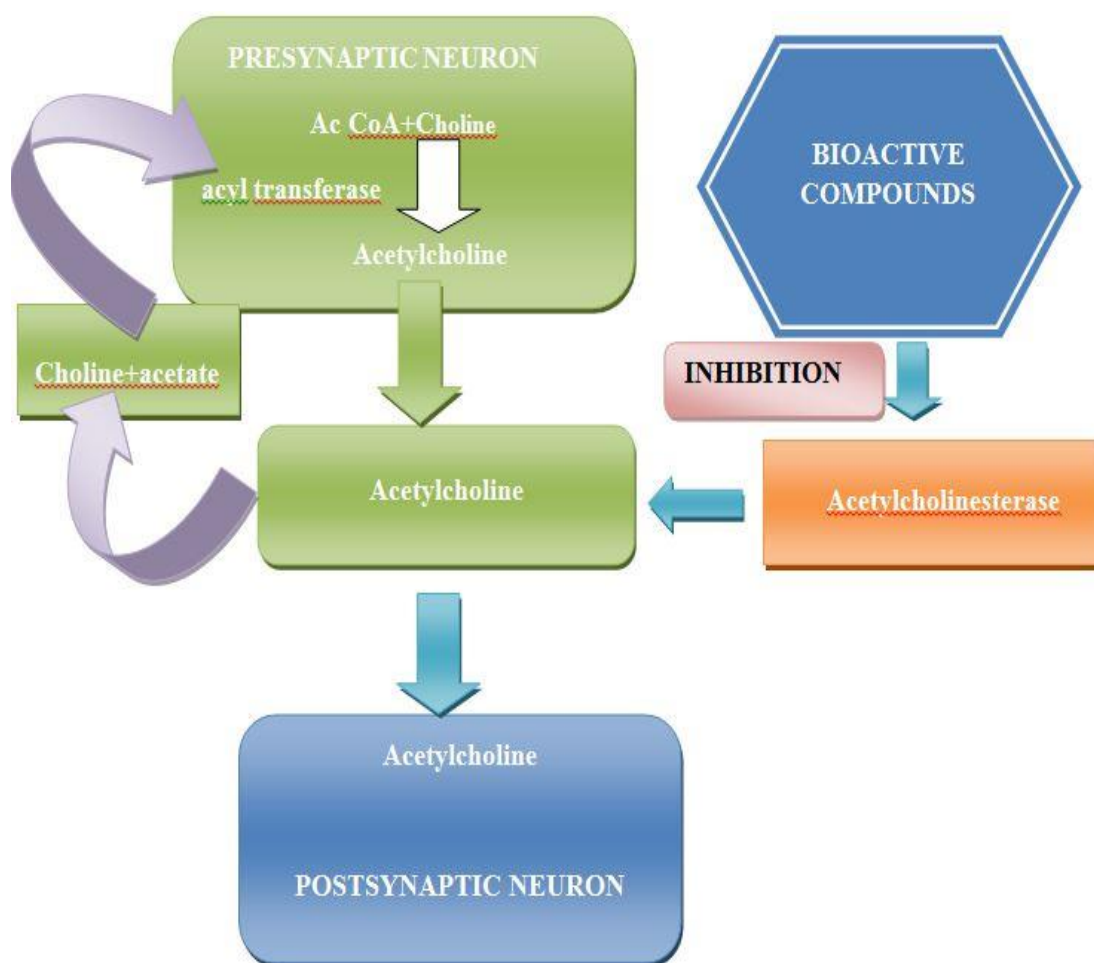 PRESYNAPTIC NEURON
Ac CoA+Choline
acyl transferase
Acetylcholine
BIOACTIVE
COMPOUNDS
Choline+acetate
INHIBITION
Acetylcholine
Acetylcholinesterase
Acetylcholine
POSTSYNAPTIC NEURON